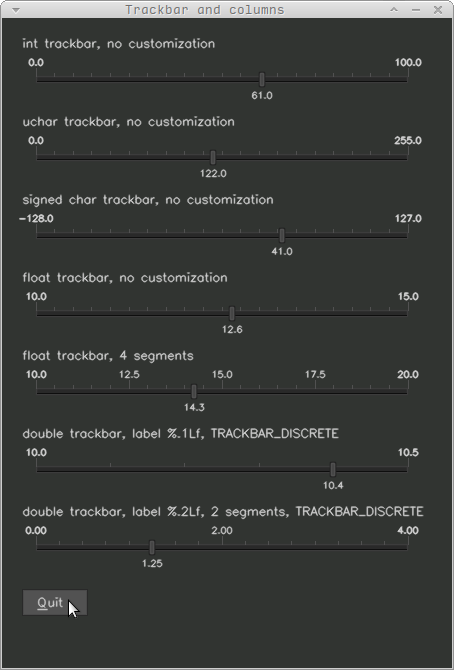 Trackbar and columns
int trackbar, no customization
0.0 100.0
61.0
uchar trackbar, no customization
0.0 255.0
122.0
signed char trackbar, no customization
-128.0 127.0
41.0
float trackbar, no customization
10.0 15.0
12.6
float trackbar, 4 segments
10.0 12.5 15.0 17.5 20.0
14.3
double trackbar, label %.1Lf, TRACKBAR_DISCRETE
10.0 10.5
10.4
double trackbar, label %.2Lf, 2 segments, TRACKBAR_DISCRETE
0.00 2.00 4.00
1.25
Quit